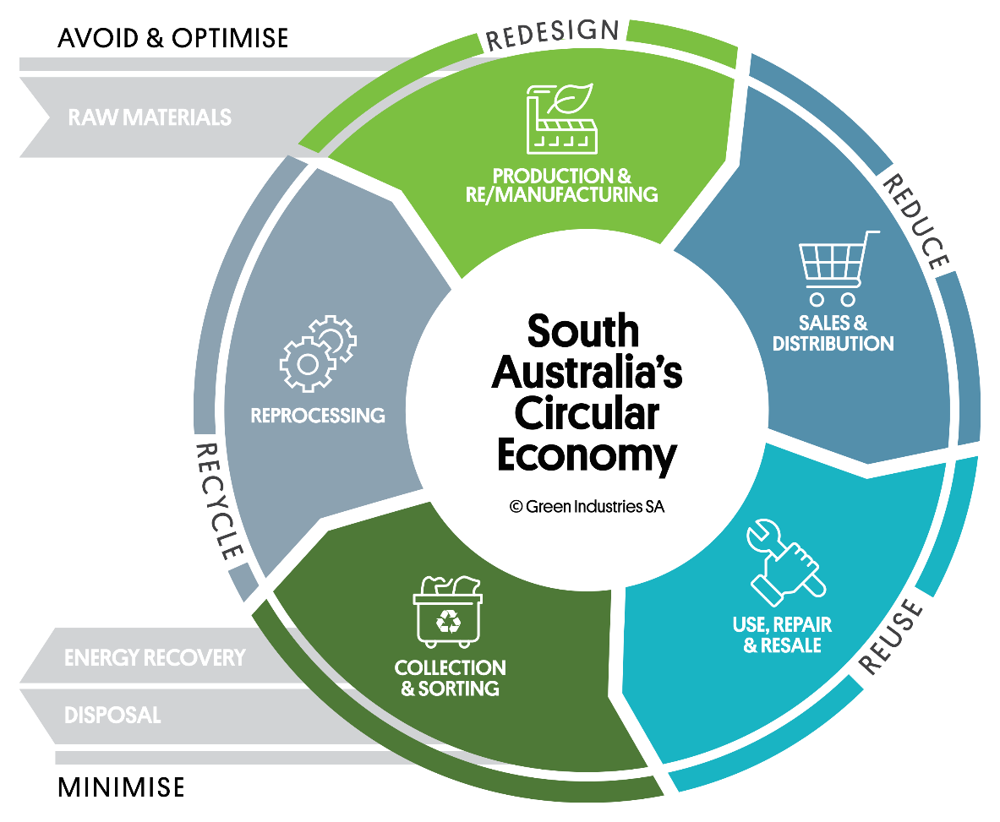 AVOID & OPTIMISE
RAW MATERIALS
REDESIGN
PRODUCTION &
RE/MANUFACTURING
REDUCE
SALES &
DISTRIBUTION
REUSE
USE, REPAIR
& RESALE
COLLECTION
& SORTING
RECYCLE
REPROCESSING
South
Australia's
Circular
Economy
© Green Industries SA
ENERGY RECOVERY
DISPOSAL
MINIMISE